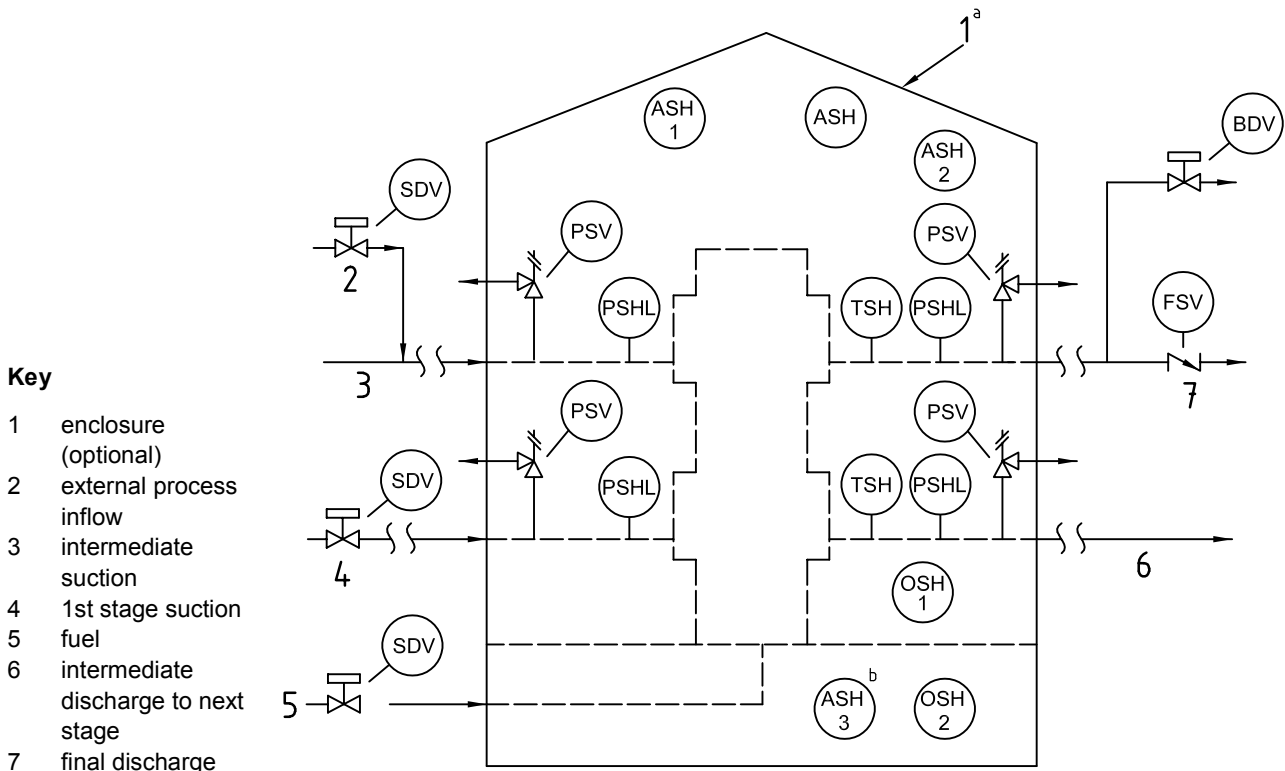 1 a
ASH
1
ASH
ASH
2
BDV
SDV
PSV
PSV
2
PSHL
TSH
PSHL
FSV
3
7
PSV
PSV
SDV
PSHL
TSH
PSHL
4
6
OSH
1
SDV
5
ASH
3
b
OSH
2
Key
1 enclosure
(optional)
2 external process
inflow
3 intermediate
suction
4 1st stage suction
5 fuel
6 intermediate
discharge to next
stage
7 final discharge